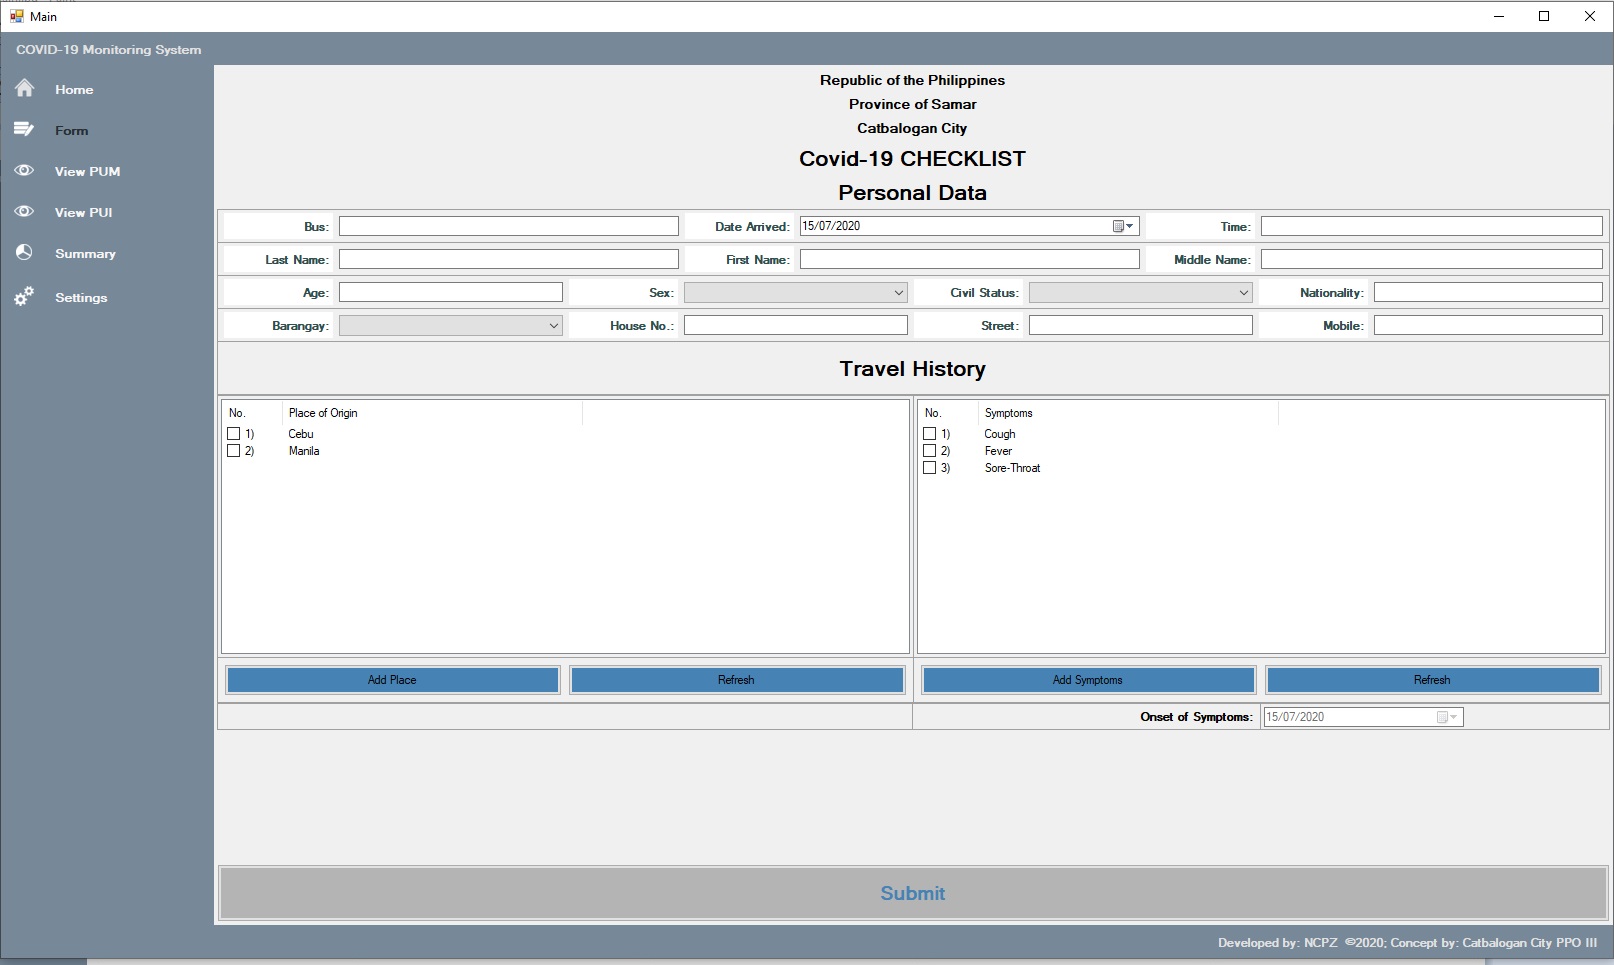 Main
COVID-19 Monitoring System
Home
Form
View PUM
View PUI
Summary
Settings
Republic of the Philippines
Province of Samar
Catbalogan City
Covid-19 CHECKLIST
Personal Data
Bus: Date Arrived: 15/07/2020 Time:
Last Name: First Name: Middle Name:
Age: Sex: Civil Status: Nationality:
Barangay: House No.: Street: Mobile:
Travel History
No. Place of Origin
1) Cebu
2) Manila
Add Place Refresh
No. Symptoms
1) Cough
2) Fever
3) Sore-Throat
Add Symptoms Refresh
Onset of Symptoms: 15/07/2020
Submit
Developed by: NCPZ ©2020; Concept by: Catbalogan City PPO III